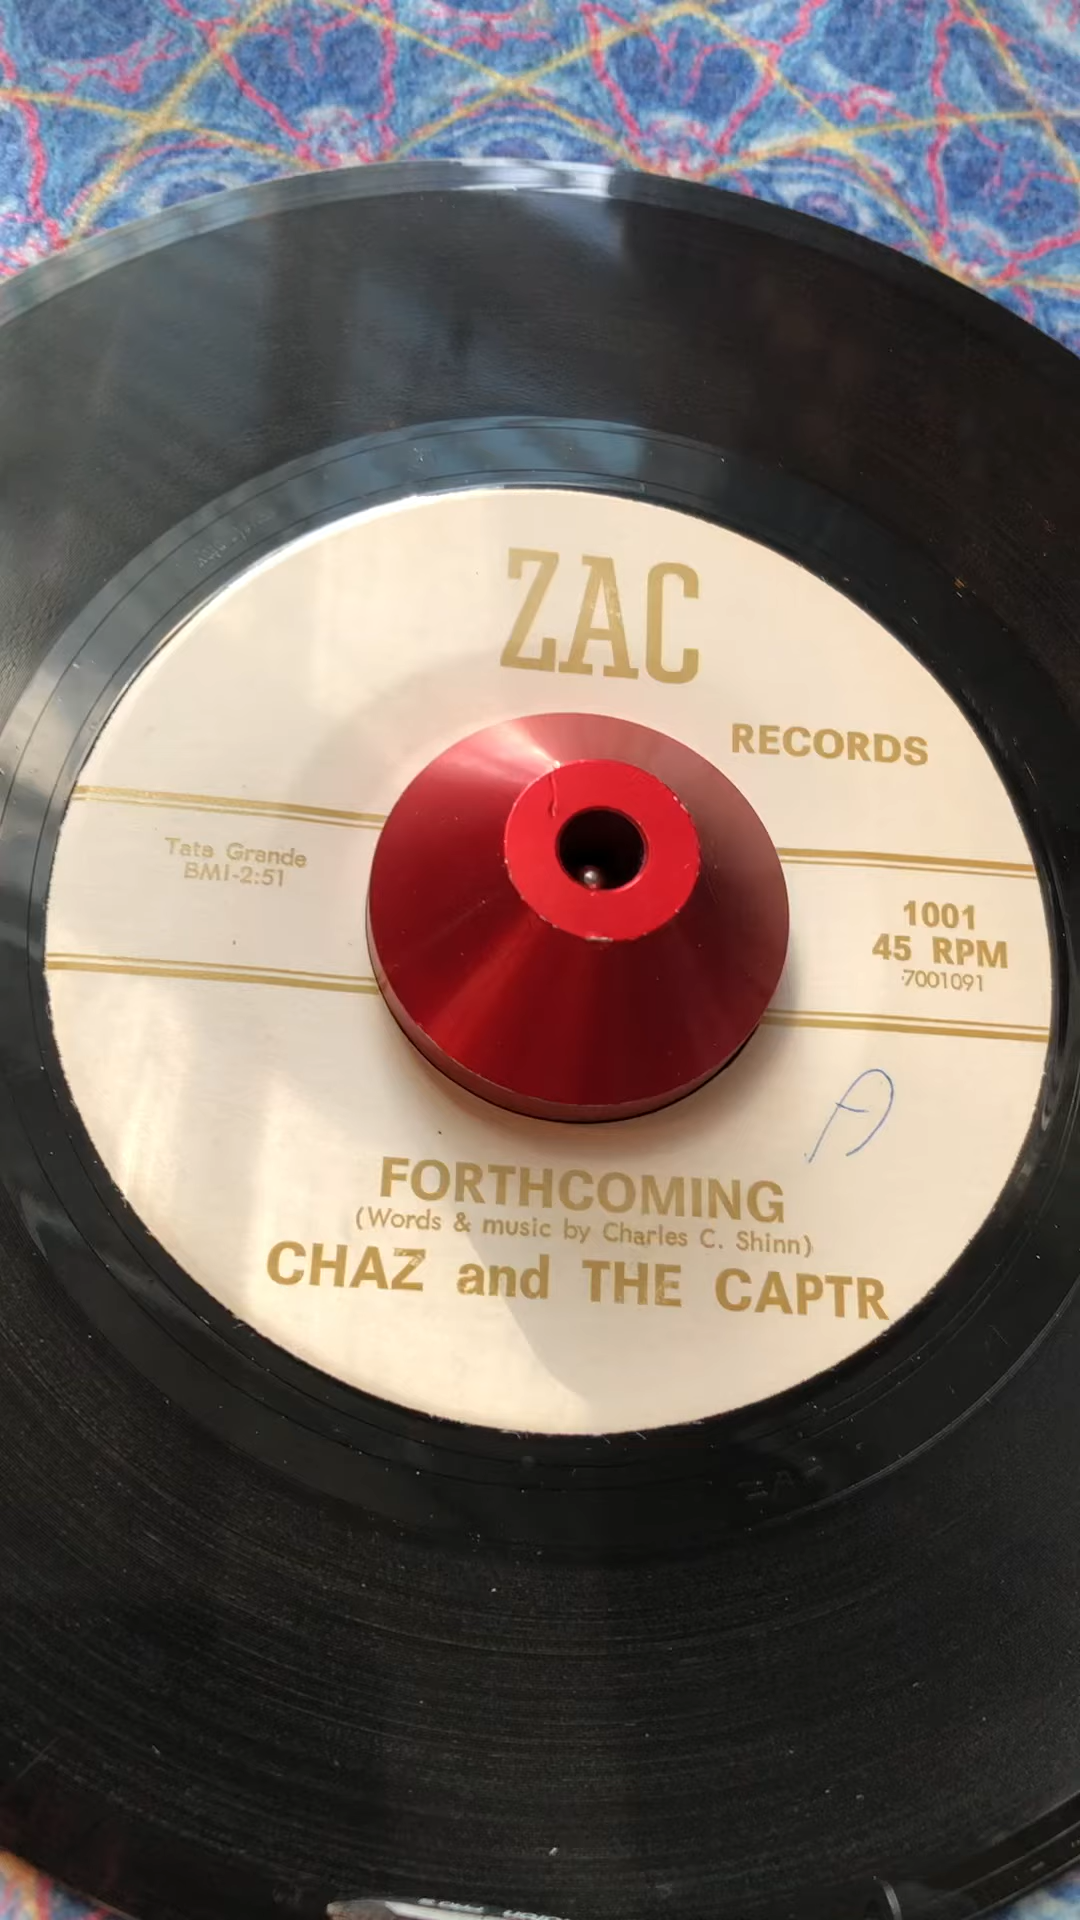 ZAC
RECORDS
Tata Grande
BMI-2:51
1001
45 RPM
7001091
A
FORTHCOMING
(Words & music by Charles C. Shinn)
CHAZ and THE CAPTR